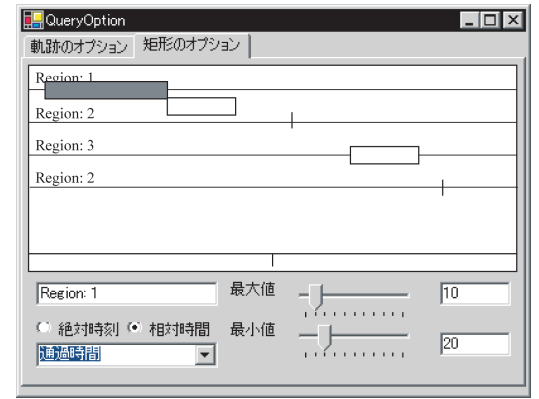 QueryOption
軌跡のオプション 矩形のオプション
Region: 1
Region: 2
Region: 3
Region: 2
Region: 1 最大値 10
絶対時刻 相対時間 最小値 20
通過時間